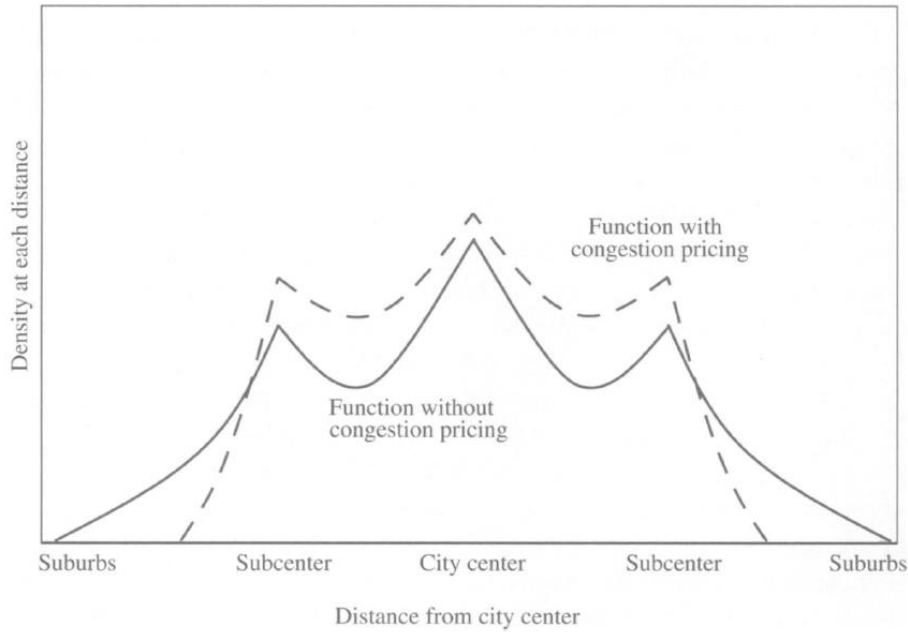 Density at each distance
Function with
congestion pricing
Function without
congestion pricing
Suburbs
Subcenter
City center
Subcenter
Suburbs
Distance from city center